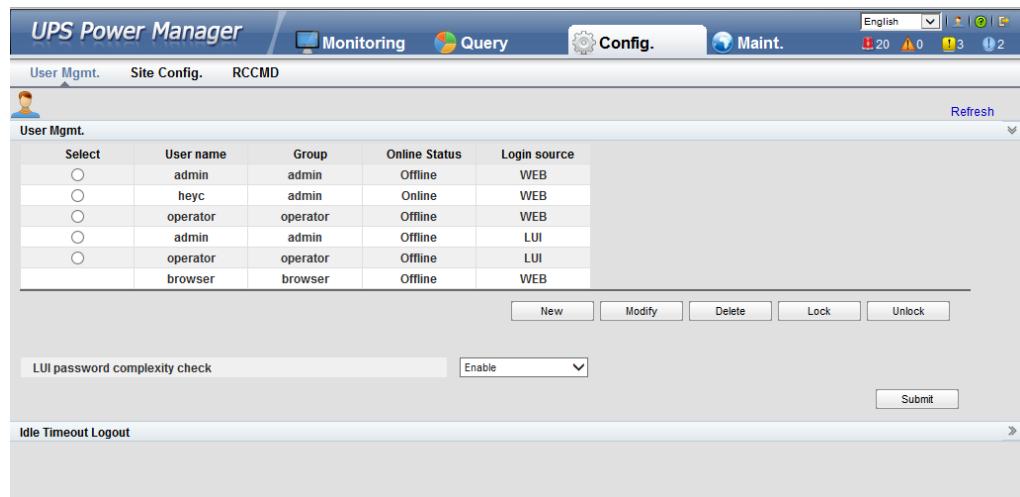 English
UPS Power Manager Monitoring Query Config. Maint. 20 0 3 2
User Mgmt. Site Config. RCCMD
Refresh
User Mgmt.
Select User name Group Online Status Login source
admin admin Offline WEB
heyc admin Online WEB
operator operator Offline WEB
admin admin Offline LUI
operator operator Offline LUI
browser browser Offline WEB
New Modify Delete Lock Unlock
LUI password complexity check Enable
Submit
Idle Timeout Logout